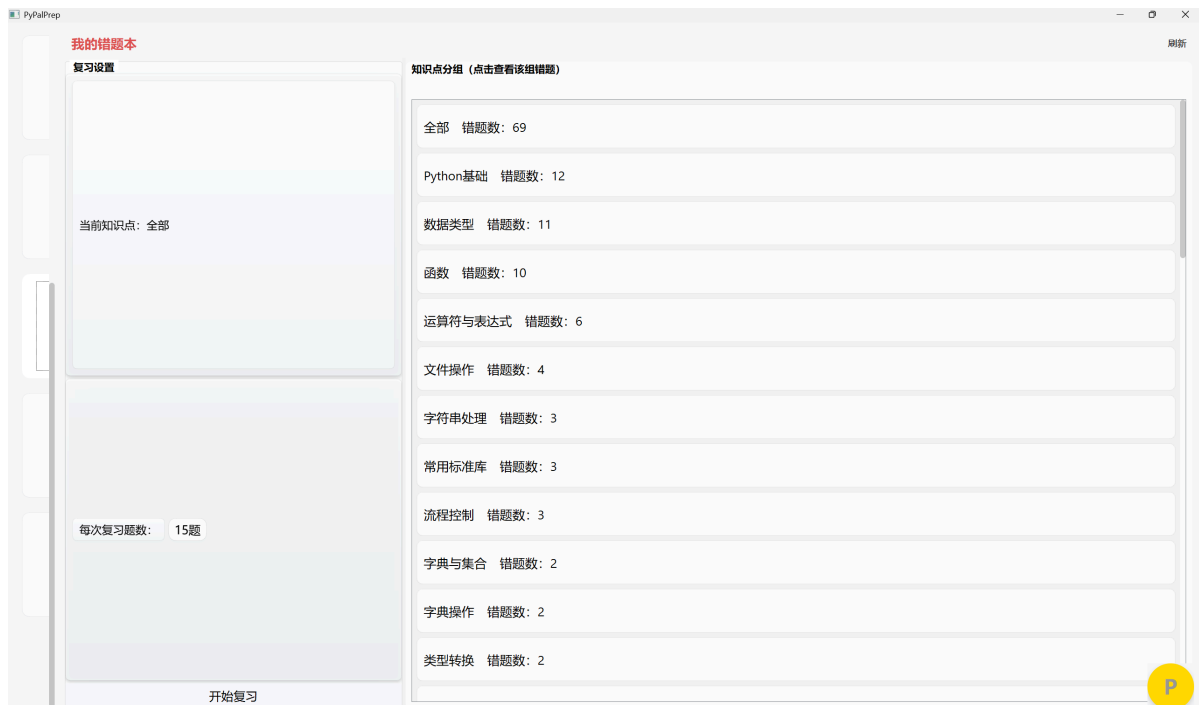 PyPalPrep
我的错题本
刷新
复习设置
当前知识点：全部
每次复习题数：
15题
开始复习
知识点分组（点击查看该组错题）
全部 错题数：69
Python基础 错题数：12
数据类型 错题数：11
函数 错题数：10
运算符与表达式 错题数：6
文件操作 错题数：4
字符串处理 错题数：3
常用标准库 错题数：3
流程控制 错题数：3
字典与集合 错题数：2
字典操作 错题数：2
类型转换 错题数：2
P